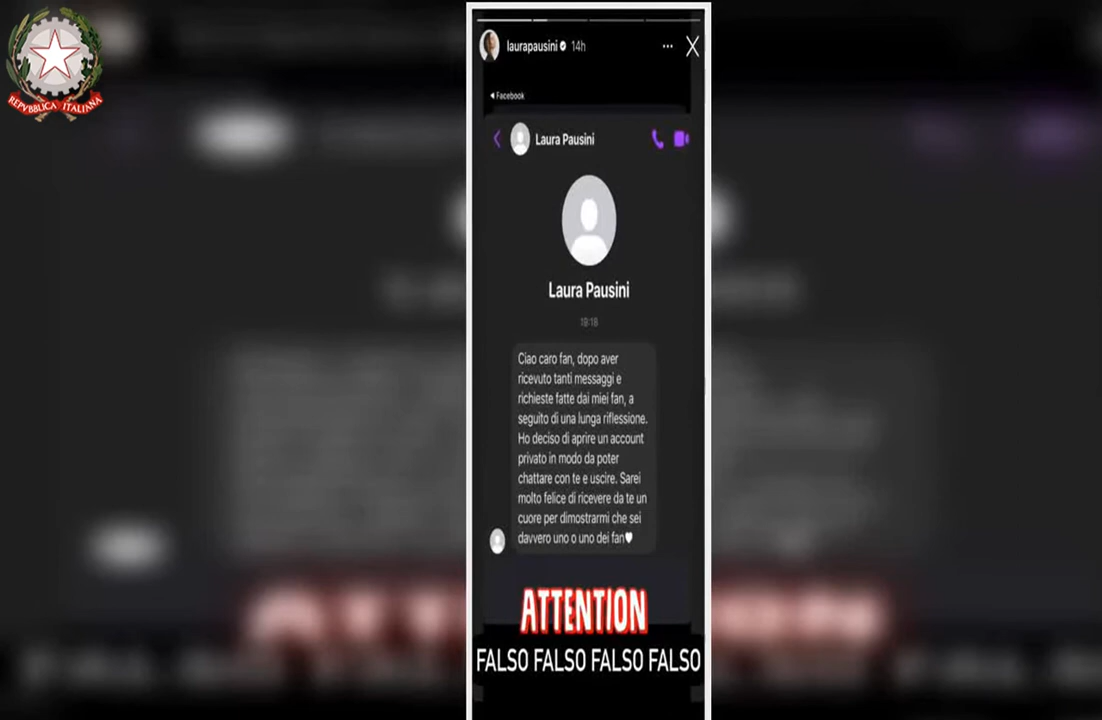 REPVBBLICA ITALIANA
laurapausini 14h
Facebook
Laura Pausini
Laura Pausini
18:18
Ciao caro fan, dopo aver
ricevuto tanti messaggi e
richieste fatte dai miei fan, a
seguito di una lunga riflessione.
Ho deciso di aprire un account
privato in modo da poter
chattare con te e uscire. Sarei
molto felice di ricevere da te un
cuore per dimostrarmi che sei
davvero uno o uno dei fan🤍
ATTENTION
FALSO FALSO FALSO FALSO